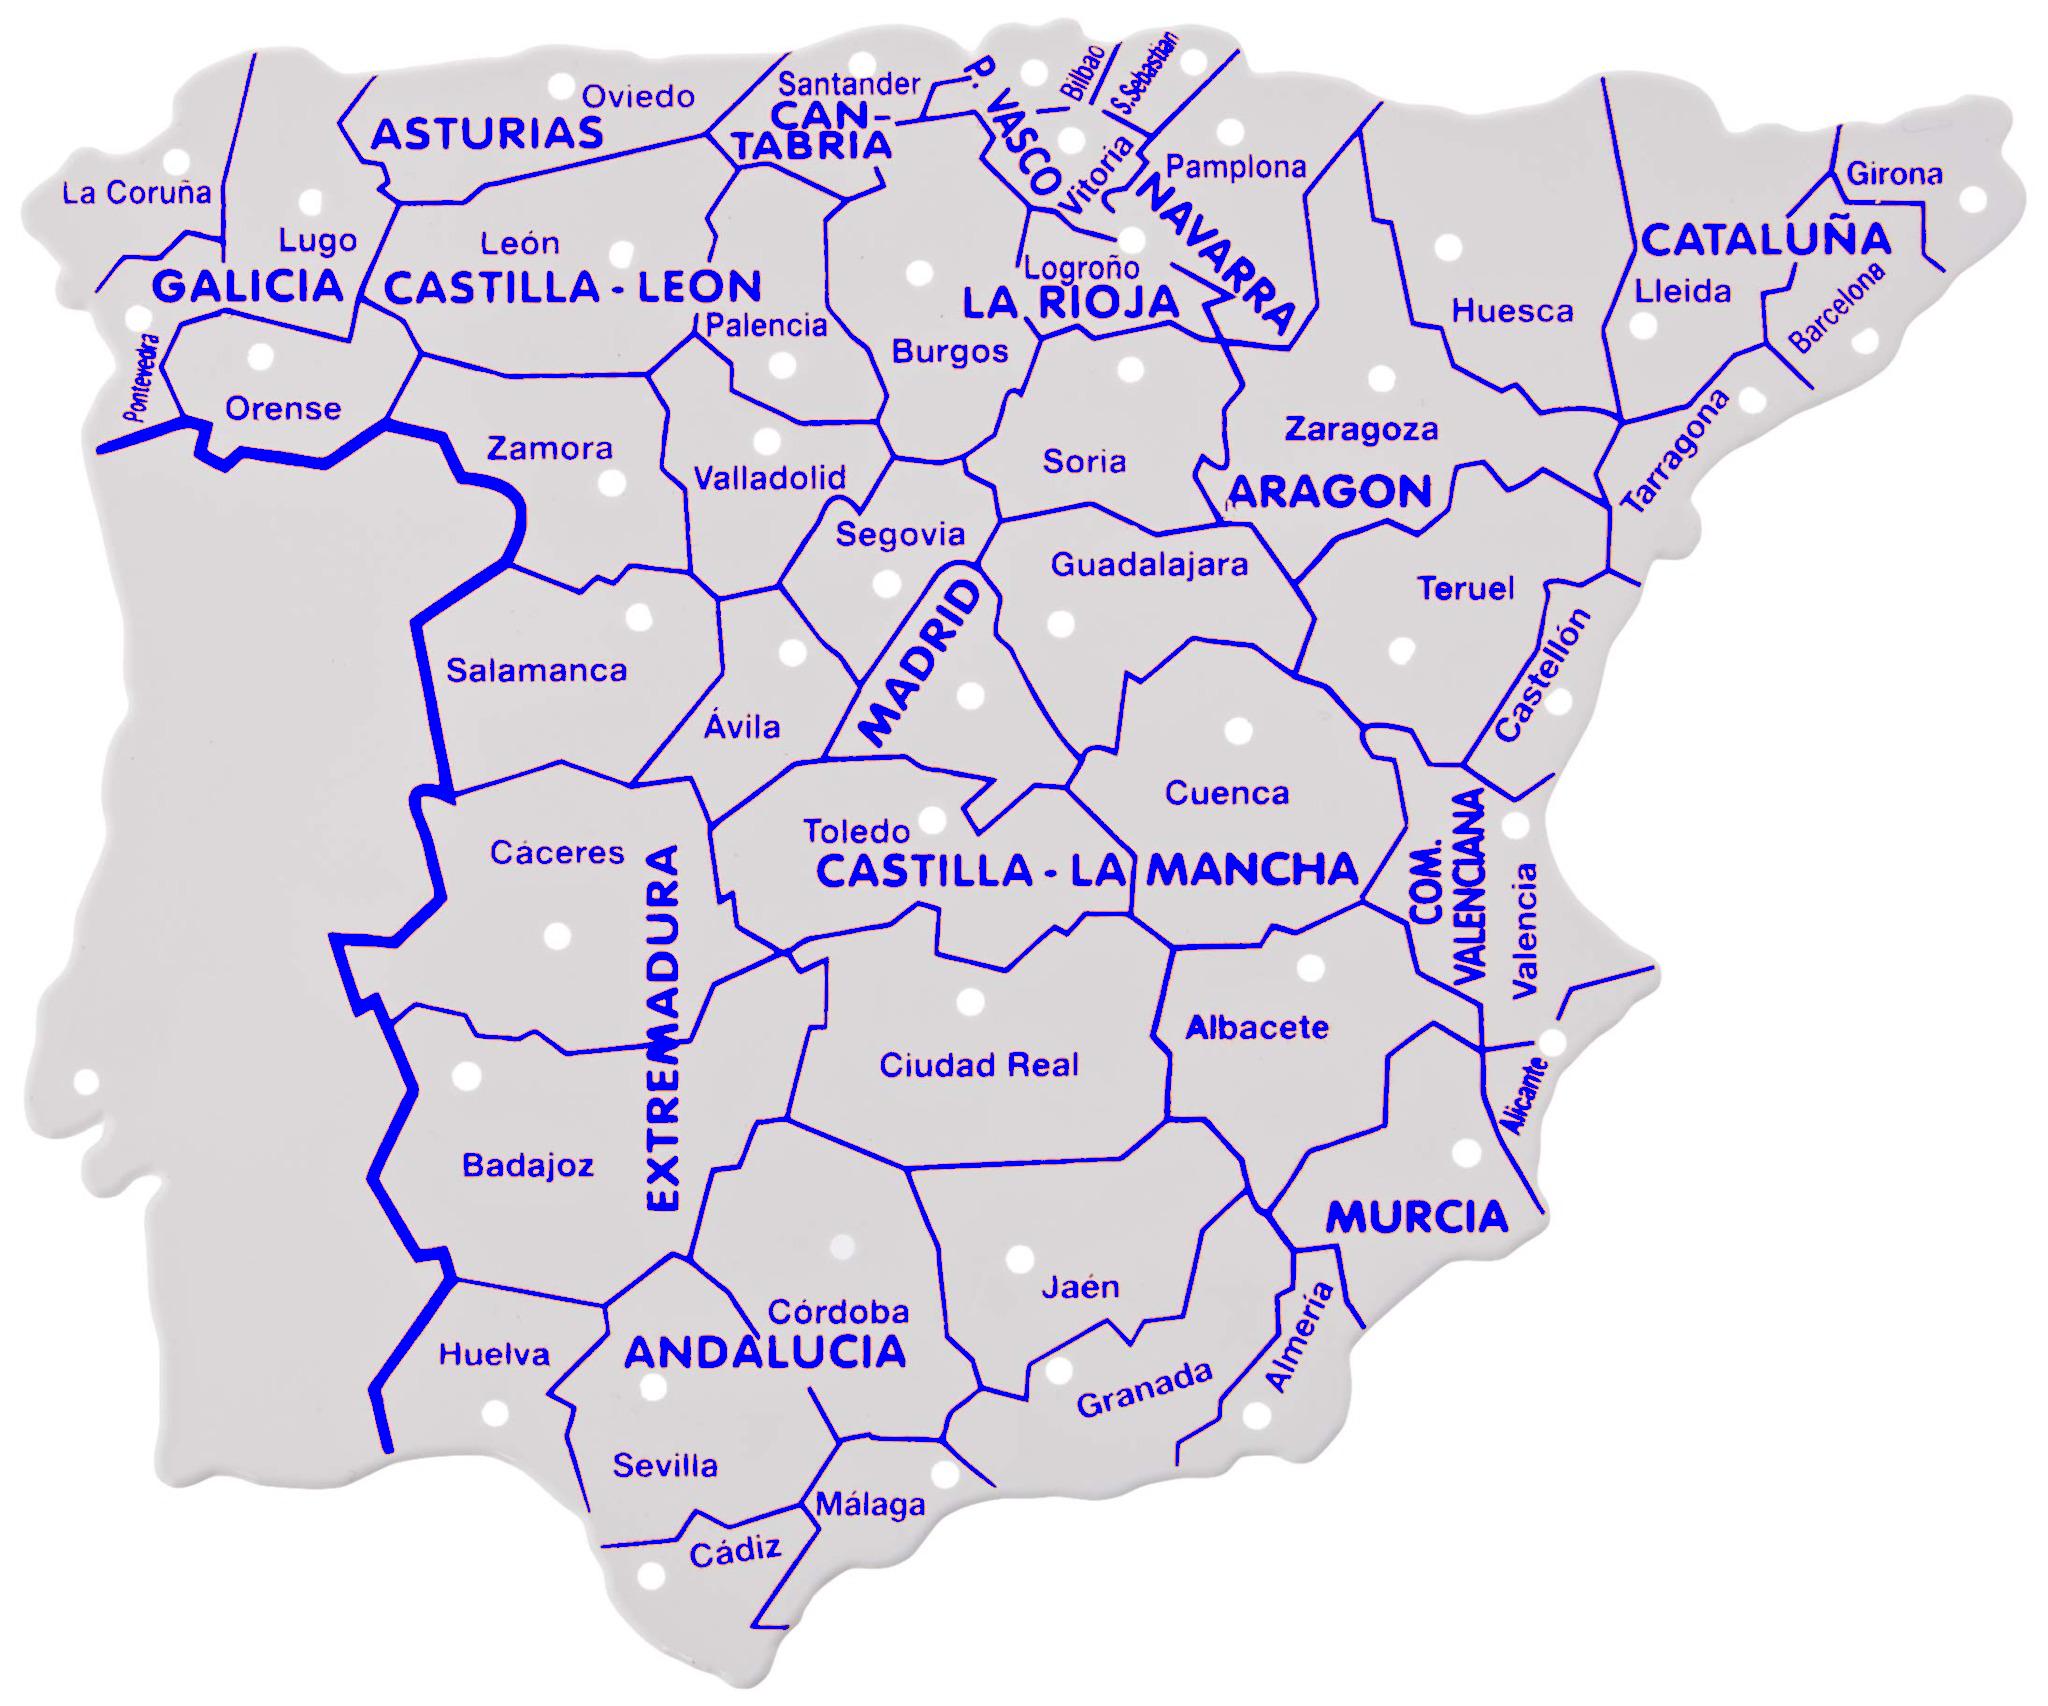 La Coruña
Lugo
GALICIA
Pontevedra
Orense
Oviedo
ASTURIAS
Santander
CAN-
TABRIA
P. VASCO
Bilbao
S.Sebastian
Vitoria
Pamplona
NAVARRA
Logroño
LA RIOJA
León
CASTILLA - LEON
Palencia
Burgos
Zamora
Valladolid
Soria
Segovia
Salamanca
Ávila
MADRID
Huesca
Zaragoza
ARAGON
Teruel
CATALUÑA
Girona
Lleida
Barcelona
Tarragona
Guadalajara
Cuenca
Toledo
CASTILLA - LA MANCHA
Ciudad Real
Albacete
Castellón
COM.
VALENCIANA
Valencia
Alicante
Cáceres
EXTREMADURA
Badajoz
MURCIA
Huelva
Córdoba
ANDALUCIA
Sevilla
Jaén
Granada
Almería
Málaga
Cádiz